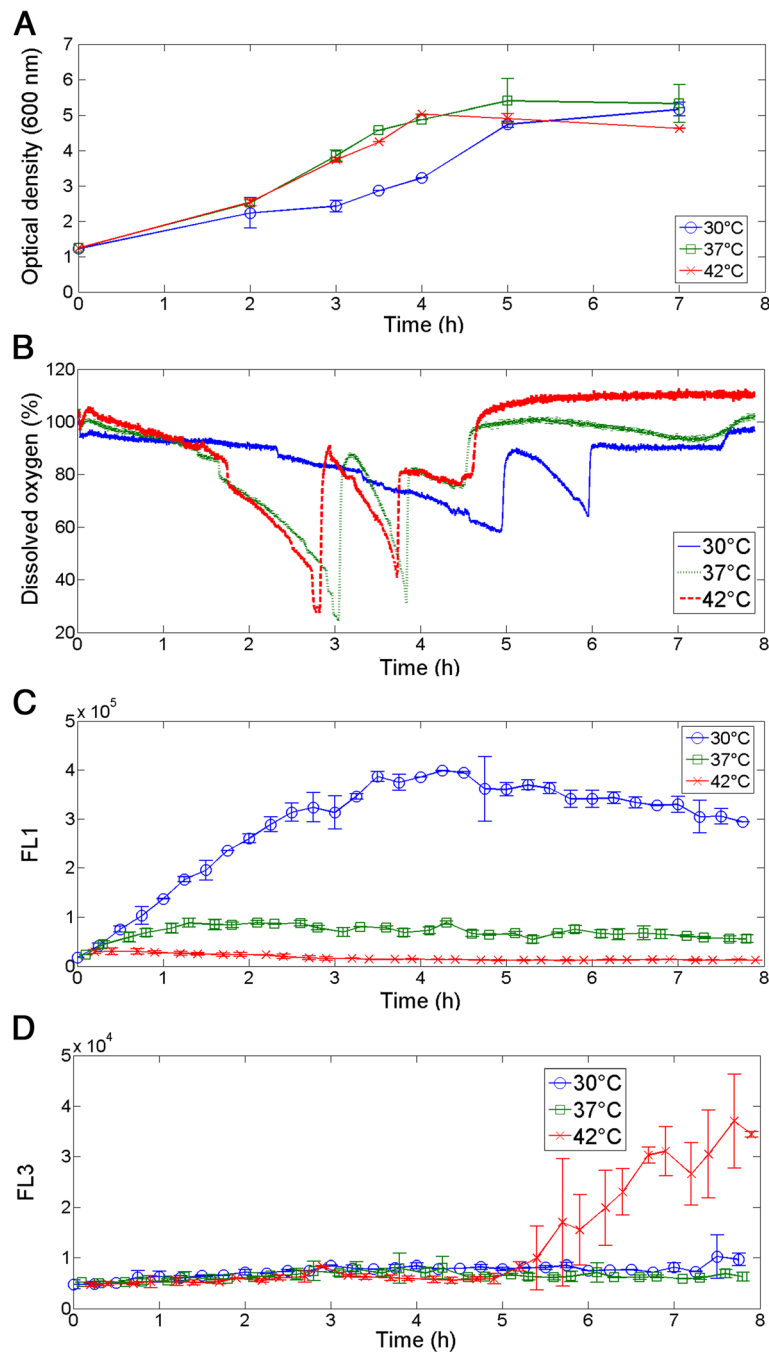 A
7
6
5
4
3
2
1
0
Optical density (600 nm)
30°C
37°C
42°C
0 1 2 3 4 5 6 7 8
Time (h)
B
120
100
80
60
40
20
Dissolved oxygen (%)
30°C
37°C
42°C
0 1 2 3 4 5 6 7 8
Time (h)
C
x 10^5
5
4
3
2
1
0
FL1
30°C
37°C
42°C
0 1 2 3 4 5 6 7 8
Time (h)
D
x 10^4
5
4
3
2
1
0
FL3
30°C
37°C
42°C
0 1 2 3 4 5 6 7 8
Time (h)